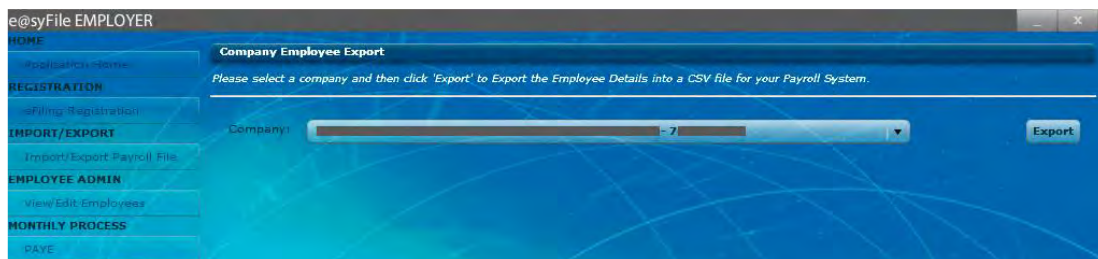 e@syFile EMPLOYER
_ X
HOME
Application Home
REGISTRATION
eFiling Registration
IMPORT/EXPORT
Import/Export Payroll File
EMPLOYEE ADMIN
View/Edit Employees
MONTHLY PROCESS
PAYE
Company Employee Export
Please select a company and then click 'Export' to Export the Employee Details into a CSV file for your Payroll System.
Company: - 7
Export